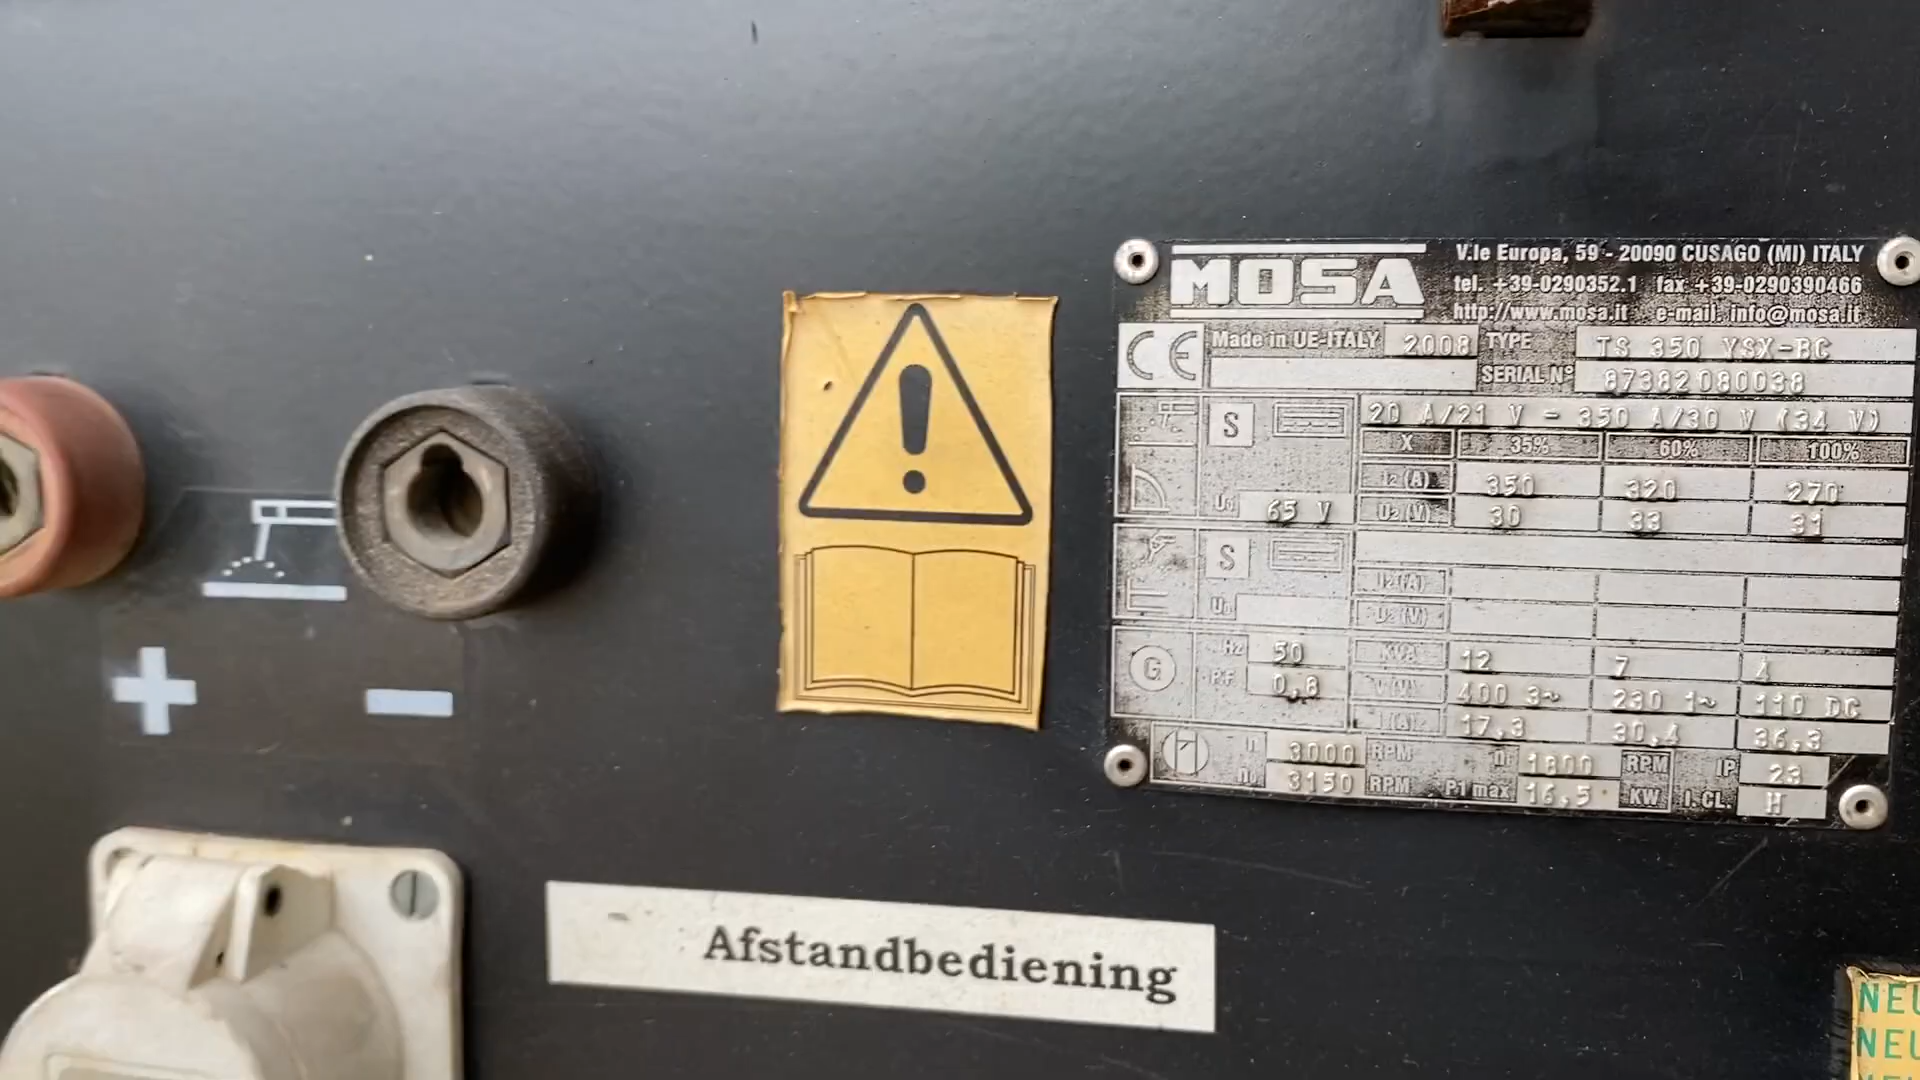 MOSA
V.le Europa, 59 - 20090 CUSAGO (MI) ITALY
tel. +39-0290352.1 fax +39-0290390466
http://www.mosa.it e-mail. info@mosa.it
CE Made in UE-ITALY 2008 TYPE TS 350 YSX-BC
SERIAL N° 87382080038
S 20 A/21 V - 350 A/30 V (34 V)
X 35% 60% 100%
I2 (A) 350 320 270
U0 65 V U2 (V) 30 33 31
S
I2 (A)
U0 U2 (V)
G Hz 50 KVA 12 7 4
P.F. 0,8 V (V) 400 3~ 230 1~ 110 DC
I (A) 17,3 30,4 36,3
n 3000 RPM n1 1800 RPM IP 23
n0 3150 RPM P1 max 16,5 KW I.CL. H
+ -
Afstandbediening
NEU
NEU